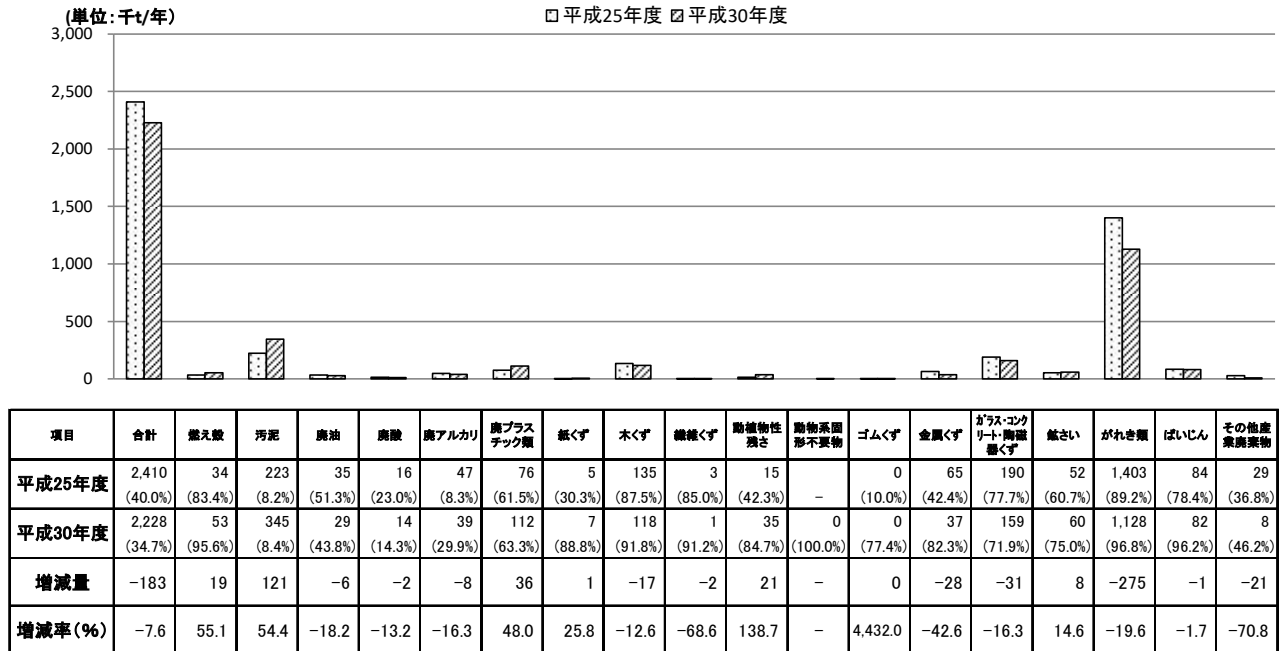 (単位:千t/年)
平成25年度 平成30年度
3,000
2,500
2,000
1,500
1,000
500
0
項目 合計 燃え殻 汚泥 廃油 廃酸 廃アルカリ 廃プラスチック類 紙くず 木くず 繊維くず 動植物性残さ 動物系固形不要物 ゴムくず 金属くず ガラス・コンクリート・陶磁器くず 鉱さい がれき類 ばいじん その他産業廃棄物
平成25年度 2,410 34 223 35 16 47 76 5 135 3 15 － 0 65 190 52 1,403 84 29
(40.0%) (83.4%) (8.2%) (51.3%) (23.0%) (8.3%) (61.5%) (30.3%) (87.5%) (85.0%) (42.3%) (10.0%) (42.4%) (77.7%) (60.7%) (89.2%) (78.4%) (36.8%)
平成30年度 2,228 53 345 29 14 39 112 7 118 1 35 0 0 37 159 60 1,128 82 8
(34.7%) (95.6%) (8.4%) (43.8%) (14.3%) (29.9%) (63.3%) (88.8%) (91.8%) (91.2%) (84.7%) (100.0%) (77.4%) (82.3%) (71.9%) (75.0%) (96.8%) (96.2%) (46.2%)
増減量 −183 19 121 −6 −2 −8 36 1 −17 −2 21 － 0 −28 −31 8 −275 −1 −21
増減率(%) −7.6 55.1 54.4 −18.2 −13.2 −16.3 48.0 25.8 −12.6 −68.6 138.7 － 4,432.0 −42.6 −16.3 14.6 −19.6 −1.7 −70.8